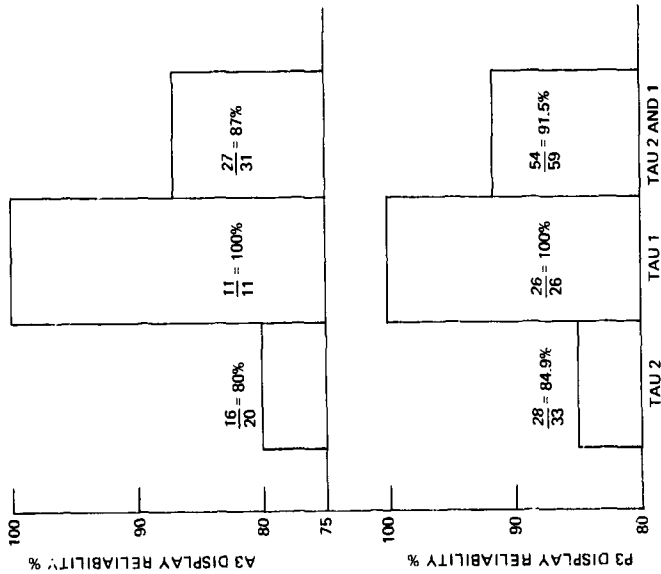 A3 DISPLAY RELIABILITY %
100
90
80
75
16/20 = 80%
11/11 = 100%
27/31 = 87%
P3 DISPLAY RELIABILITY %
100
90
80
28/33 = 84.9%
26/26 = 100%
54/59 = 91.5%
TAU 2
TAU 1
TAU 2 AND 1